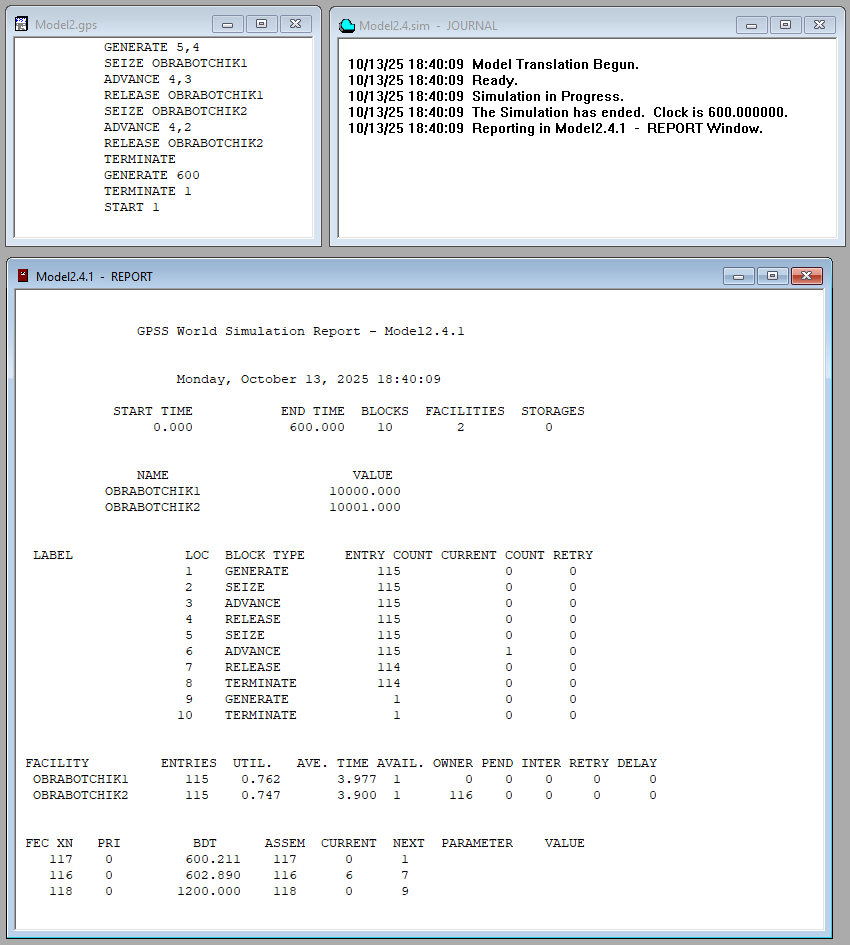 Model2.gps
GENERATE 5,4
SEIZE OBRABOTCHIK1
ADVANCE 4,3
RELEASE OBRABOTCHIK1
SEIZE OBRABOTCHIK2
ADVANCE 4,2
RELEASE OBRABOTCHIK2
TERMINATE
GENERATE 600
TERMINATE 1
START 1
Model2.4.sim - JOURNAL
10/13/25 18:40:09 Model Translation Begun.
10/13/25 18:40:09 Ready.
10/13/25 18:40:09 Simulation in Progress.
10/13/25 18:40:09 The Simulation has ended. Clock is 600.000000.
10/13/25 18:40:09 Reporting in Model2.4.1 - REPORT Window.
Model2.4.1 - REPORT
GPSS World Simulation Report - Model2.4.1
Monday, October 13, 2025 18:40:09
START TIME END TIME BLOCKS FACILITIES STORAGES
0.000 600.000 10 2 0
NAME VALUE
OBRABOTCHIK1 10000.000
OBRABOTCHIK2 10001.000
LABEL LOC BLOCK TYPE ENTRY COUNT CURRENT COUNT RETRY
1 GENERATE 115 0 0
2 SEIZE 115 0 0
3 ADVANCE 115 0 0
4 RELEASE 115 0 0
5 SEIZE 115 0 0
6 ADVANCE 115 1 0
7 RELEASE 114 0 0
8 TERMINATE 114 0 0
9 GENERATE 1 0 0
10 TERMINATE 1 0 0
FACILITY ENTRIES UTIL. AVE. TIME AVAIL. OWNER PEND INTER RETRY DELAY
OBRABOTCHIK1 115 0.762 3.977 1 0 0 0 0 0
OBRABOTCHIK2 115 0.747 3.900 1 116 0 0 0 0
FEC XN PRI BDT ASSEM CURRENT NEXT PARAMETER VALUE
117 0 600.211 117 0 1
116 0 602.890 116 6 7
118 0 1200.000 118 0 9